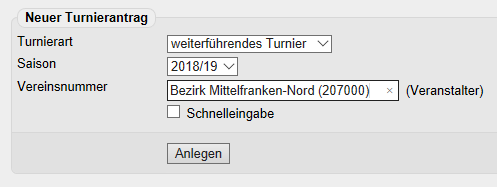 Neuer Turnierantrag
Turnierart weiterführendes Turnier
Saison 2018/19
Vereinsnummer Bezirk Mittelfranken-Nord (207000) × (Veranstalter)
Schnelleingabe
Anlegen